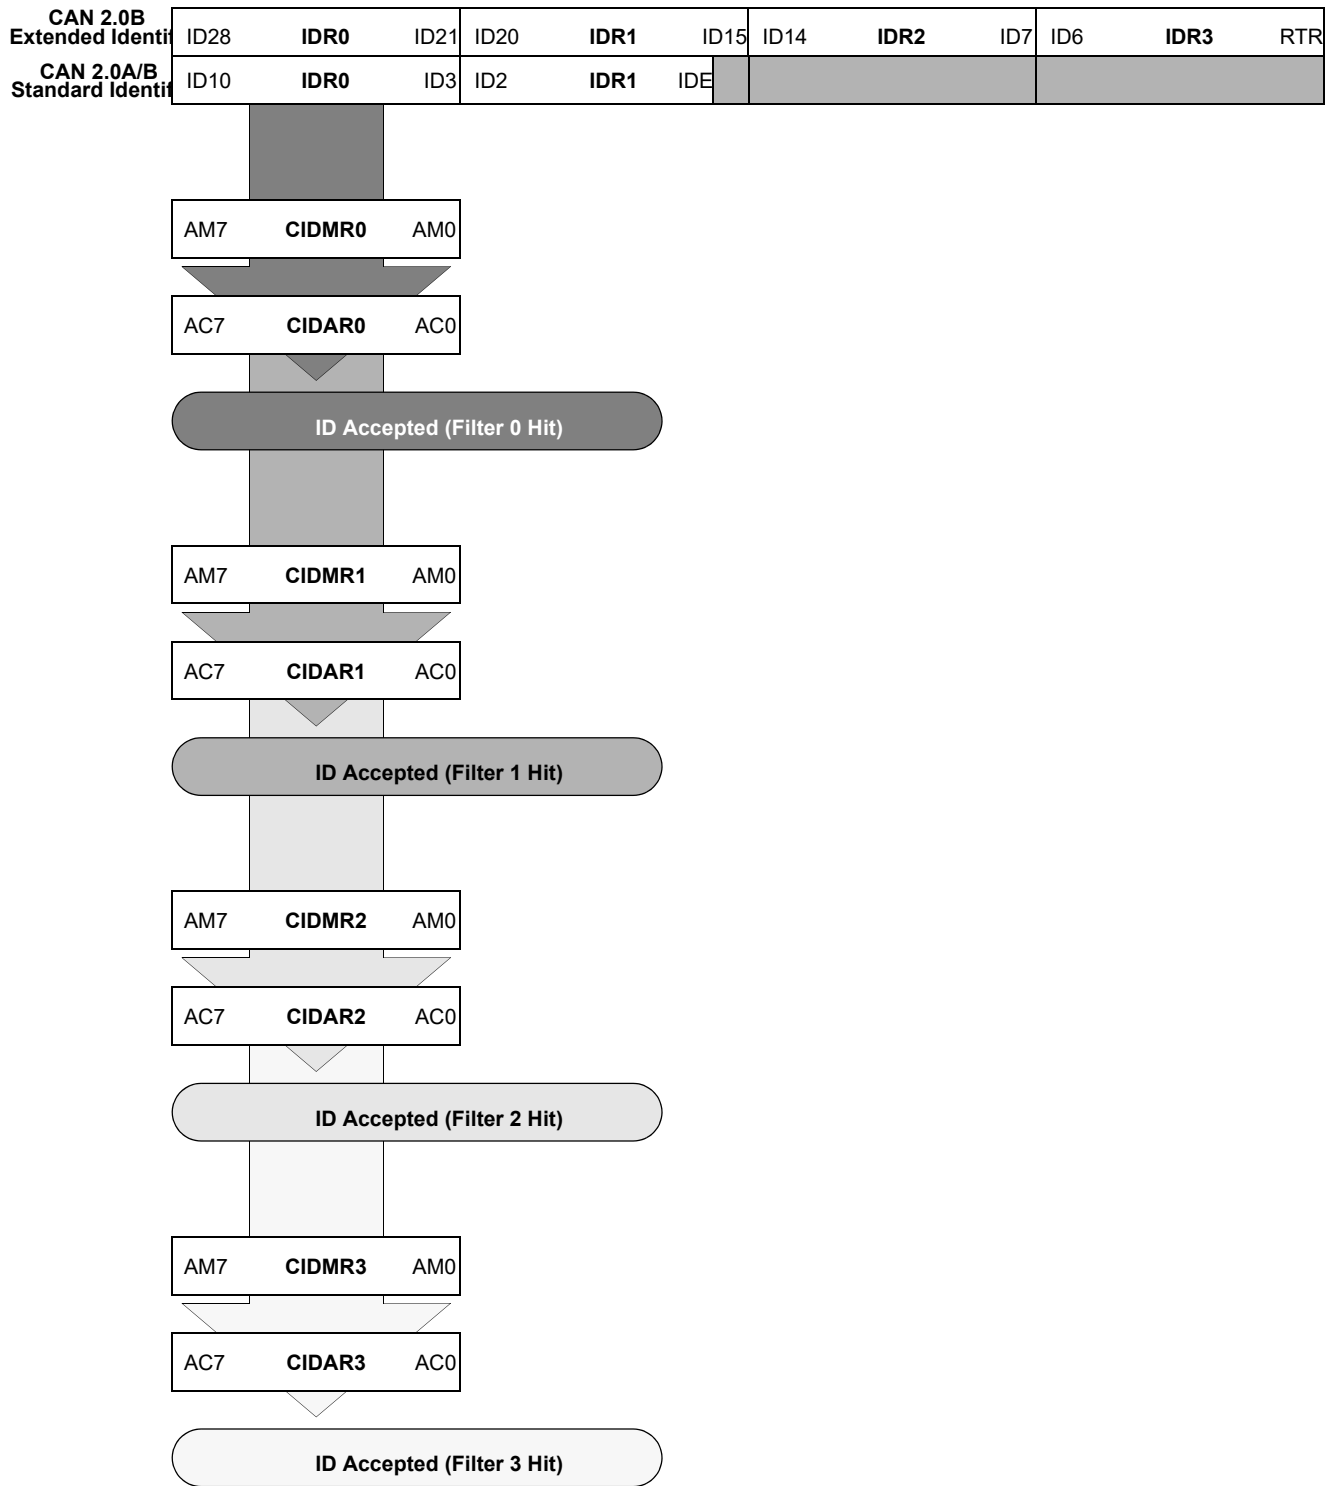 CAN 2.0B
Extended Identif
ID28 IDR0 ID21 ID20 IDR1 ID15 ID14 IDR2 ID7 ID6 IDR3 RTR
CAN 2.0A/B
Standard Identif
ID10 IDR0 ID3 ID2 IDR1 IDE
AM7 CIDMR0 AM0
AC7 CIDAR0 AC0
ID Accepted (Filter 0 Hit)
AM7 CIDMR1 AM0
AC7 CIDAR1 AC0
ID Accepted (Filter 1 Hit)
AM7 CIDMR2 AM0
AC7 CIDAR2 AC0
ID Accepted (Filter 2 Hit)
AM7 CIDMR3 AM0
AC7 CIDAR3 AC0
ID Accepted (Filter 3 Hit)